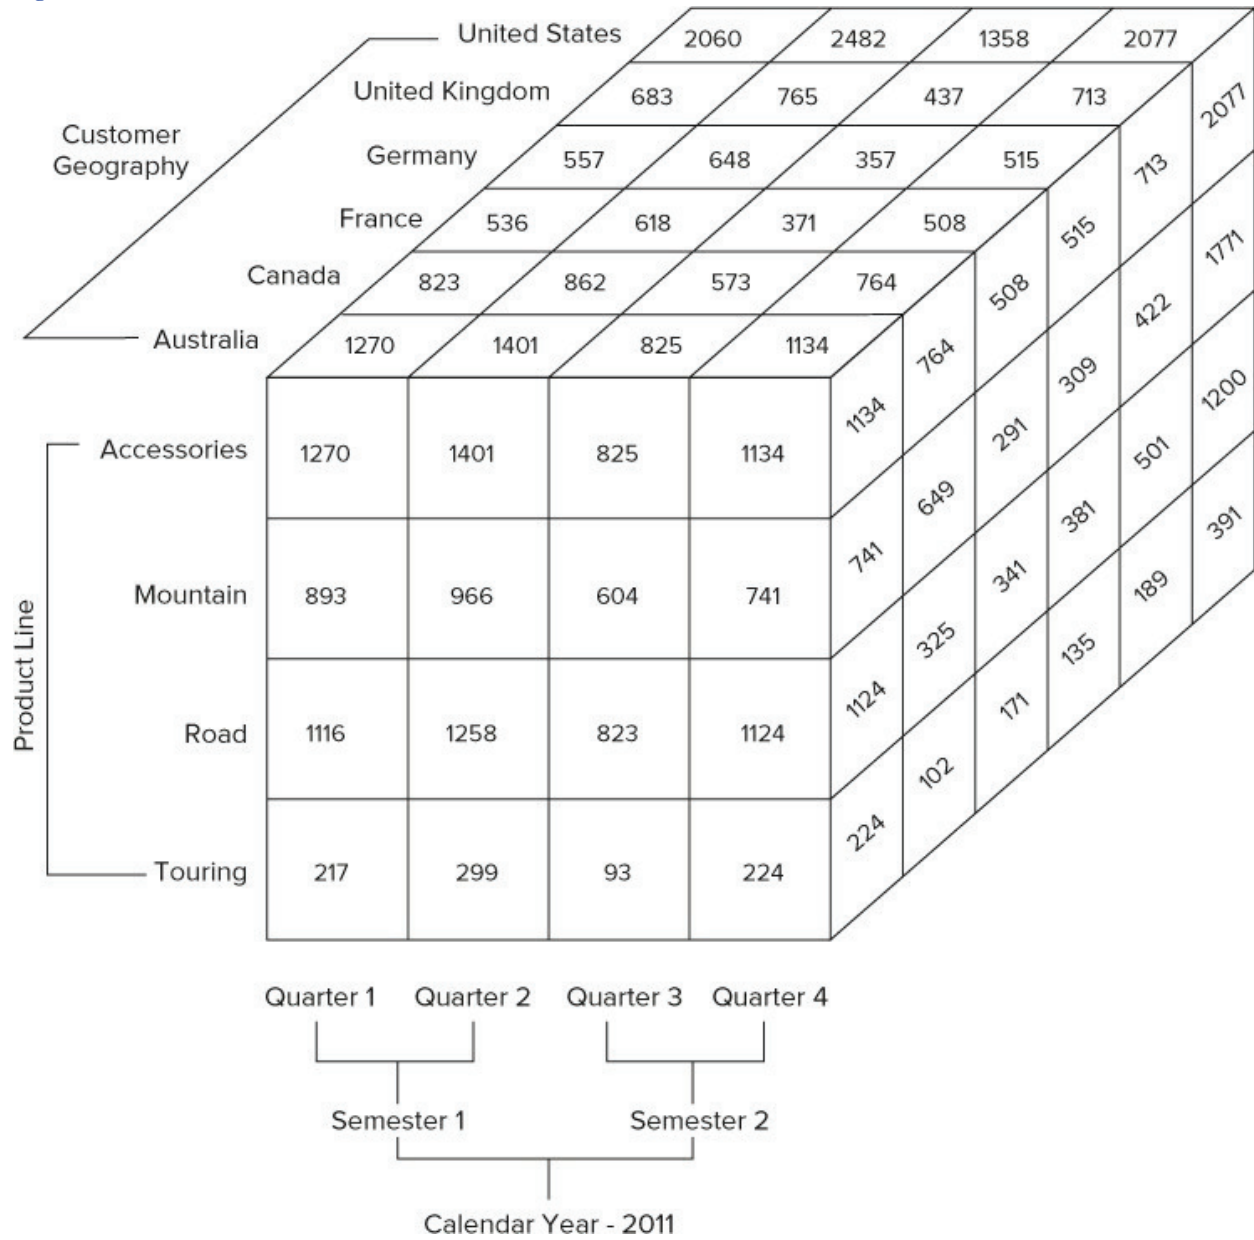 United States 2060 2482 1358 2077
United Kingdom 683 765 437 713
Customer
Geography
Germany 557 648 357 515
France 536 618 371 508
Canada 823 862 573 764
Australia 1270 1401 825 1134
1134 764 508 515 713 2077
741 649 291 309 422 1771
1124 325 341 381 501 1200
224 102 171 135 189 391
Product Line
Accessories 1270 1401 825 1134
Mountain 893 966 604 741
Road 1116 1258 823 1124
Touring 217 299 93 224
Quarter 1 Quarter 2 Quarter 3 Quarter 4
Semester 1 Semester 2
Calendar Year - 2011